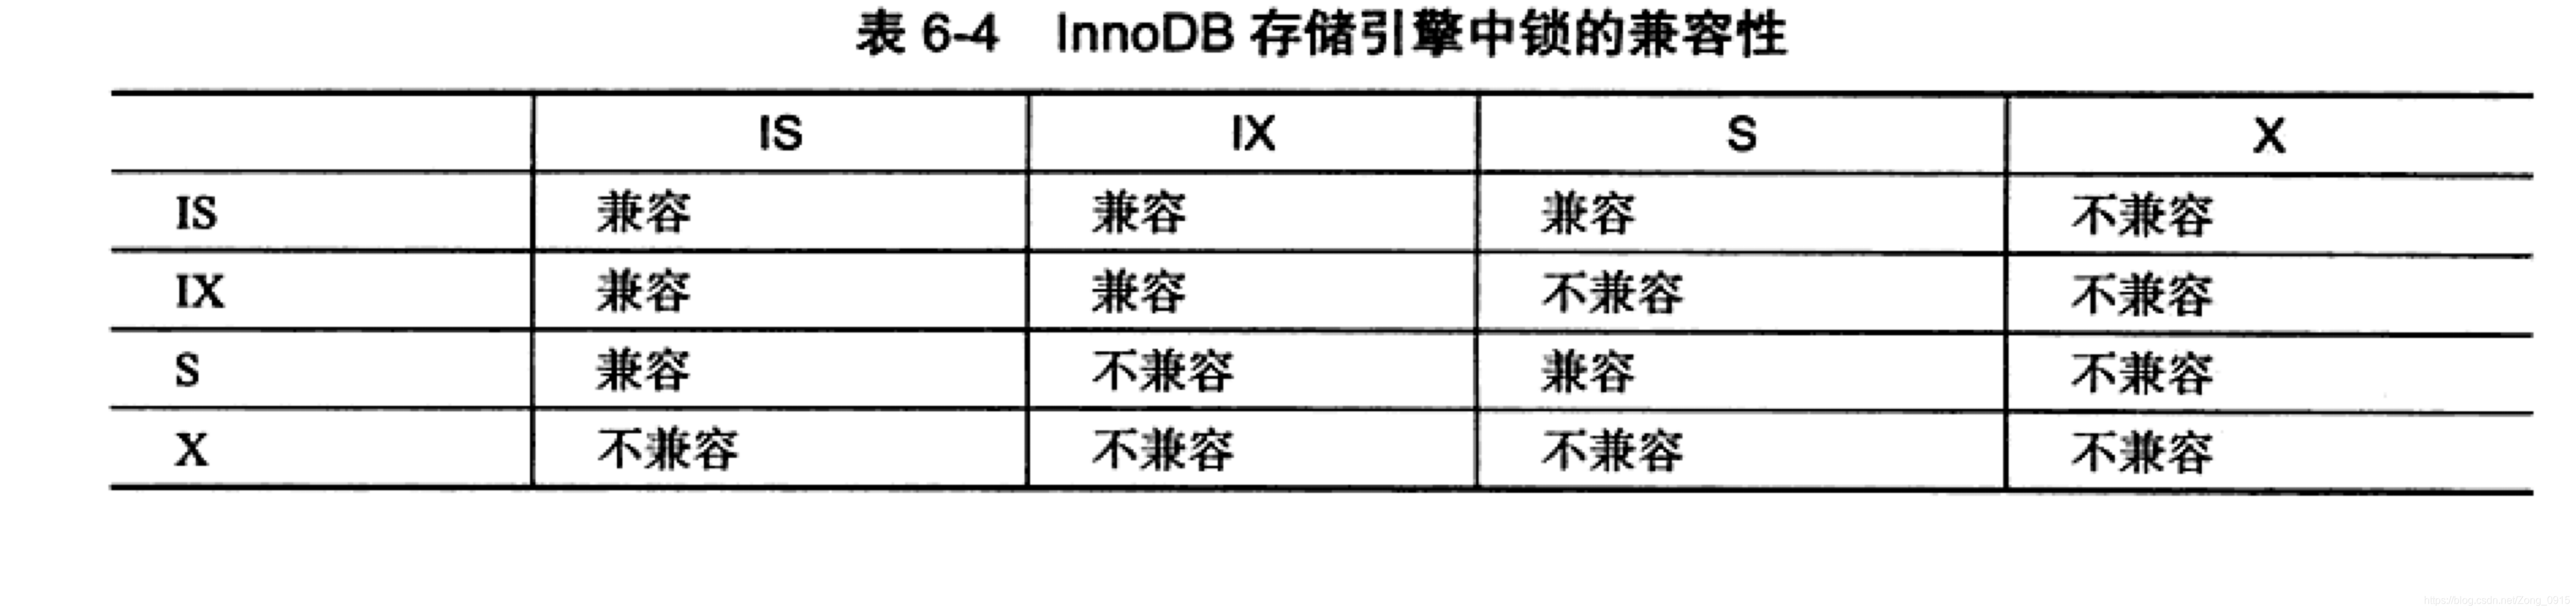 表 6-4 InnoDB 存储引擎中锁的兼容性
IS IX S X
IS 兼容 兼容 兼容 不兼容
IX 兼容 兼容 不兼容 不兼容
S 兼容 不兼容 兼容 不兼容
X 不兼容 不兼容 不兼容 不兼容
https://blog.csdn.net/Zong_0915